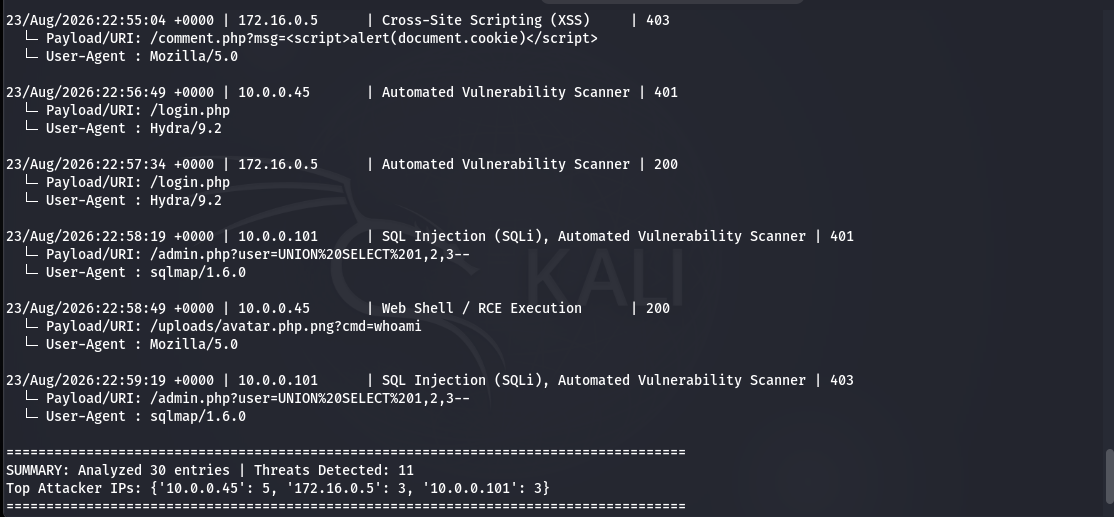 23/Aug/2026:22:55:04 +0000 | 172.16.0.5      | Cross-Site Scripting (XSS)     | 403
  └─ Payload/URI: /comment.php?msg=<script>alert(document.cookie)</script>
  └─ User-Agent : Mozilla/5.0

23/Aug/2026:22:56:49 +0000 | 10.0.0.45       | Automated Vulnerability Scanner | 401
  └─ Payload/URI: /login.php
  └─ User-Agent : Hydra/9.2

23/Aug/2026:22:57:34 +0000 | 172.16.0.5      | Automated Vulnerability Scanner | 200
  └─ Payload/URI: /login.php
  └─ User-Agent : Hydra/9.2

23/Aug/2026:22:58:19 +0000 | 10.0.0.101      | SQL Injection (SQLi), Automated Vulnerability Scanner | 401
  └─ Payload/URI: /admin.php?user=UNION%20SELECT%201,2,3--
  └─ User-Agent : sqlmap/1.6.0

23/Aug/2026:22:58:49 +0000 | 10.0.0.45       | Web Shell / RCE Execution      | 200
  └─ Payload/URI: /uploads/avatar.php.png?cmd=whoami
  └─ User-Agent : Mozilla/5.0

23/Aug/2026:22:59:19 +0000 | 10.0.0.101      | SQL Injection (SQLi), Automated Vulnerability Scanner | 403
  └─ Payload/URI: /admin.php?user=UNION%20SELECT%201,2,3--
  └─ User-Agent : sqlmap/1.6.0

=====================================================================================
SUMMARY: Analyzed 30 entries | Threats Detected: 11
Top Attacker IPs: {'10.0.0.45': 5, '172.16.0.5': 3, '10.0.0.101': 3}
=====================================================================================
KALI